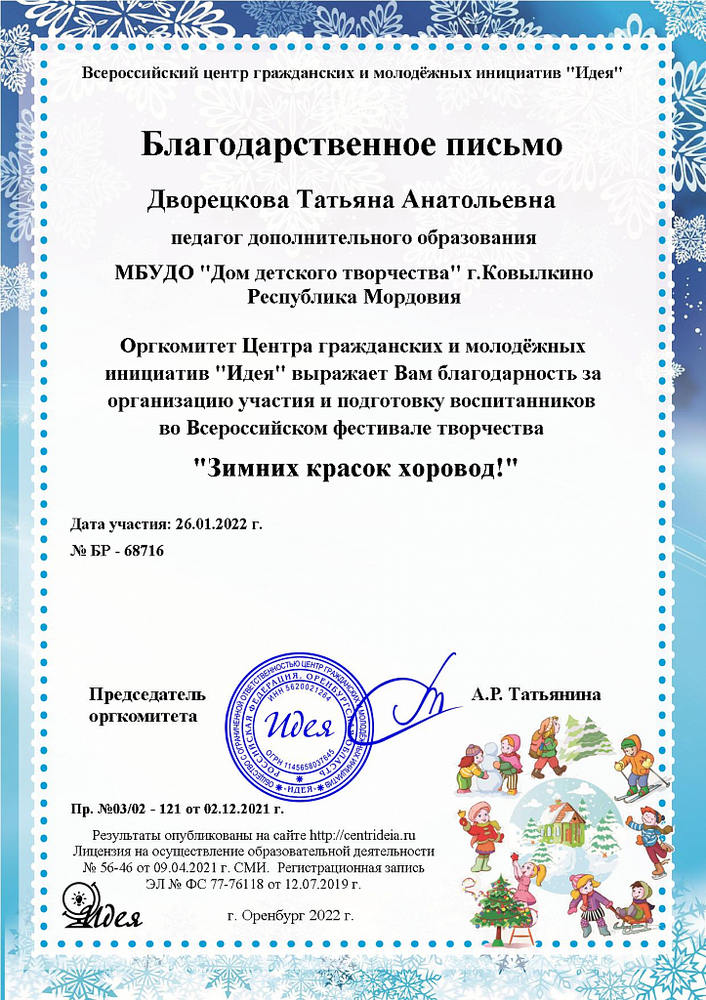 Всероссийский центр гражданских и молодёжных инициатив "Идея"
Благодарственное письмо
Дворецкова Татьяна Анатольевна
педагог дополнительного образования
МБУДО "Дом детского творчества" г.Ковылкино
Республика Мордовия
Оргкомитет Центра гражданских и молодёжных
инициатив "Идея" выражает Вам благодарность за
организацию участия и подготовку воспитанников
во Всероссийском фестивале творчества
"Зимних красок хоровод!"
Дата участия: 26.01.2022 г.
№ БР - 68716
Председатель
оргкомитета
ОБЩЕСТВО С ОГРАНИЧЕННОЙ ОТВЕТСТВЕННОСТЬЮ ЦЕНТР ГРАЖДАНСКИХ И МОЛОДЁЖНЫХ ИНИЦИАТИВ
РОССИЙСКАЯ ФЕДЕРАЦИЯ, ОРЕНБУРГСКАЯ ОБЛАСТЬ
ИНН 5620021264
Идея
ОГРН 1145658037645
«ИДЕЯ»
А.Р. Татьянина
Пр. №03/02 - 121 от 02.12.2021 г.
Результаты опубликованы на сайте http://centrideia.ru
Лицензия на осуществление образовательной деятельности
№ 56-46 от 09.04.2021 г. СМИ. Регистрационная запись
ЭЛ № ФС 77-76118 от 12.07.2019 г.
Идея
г. Оренбург 2022 г.